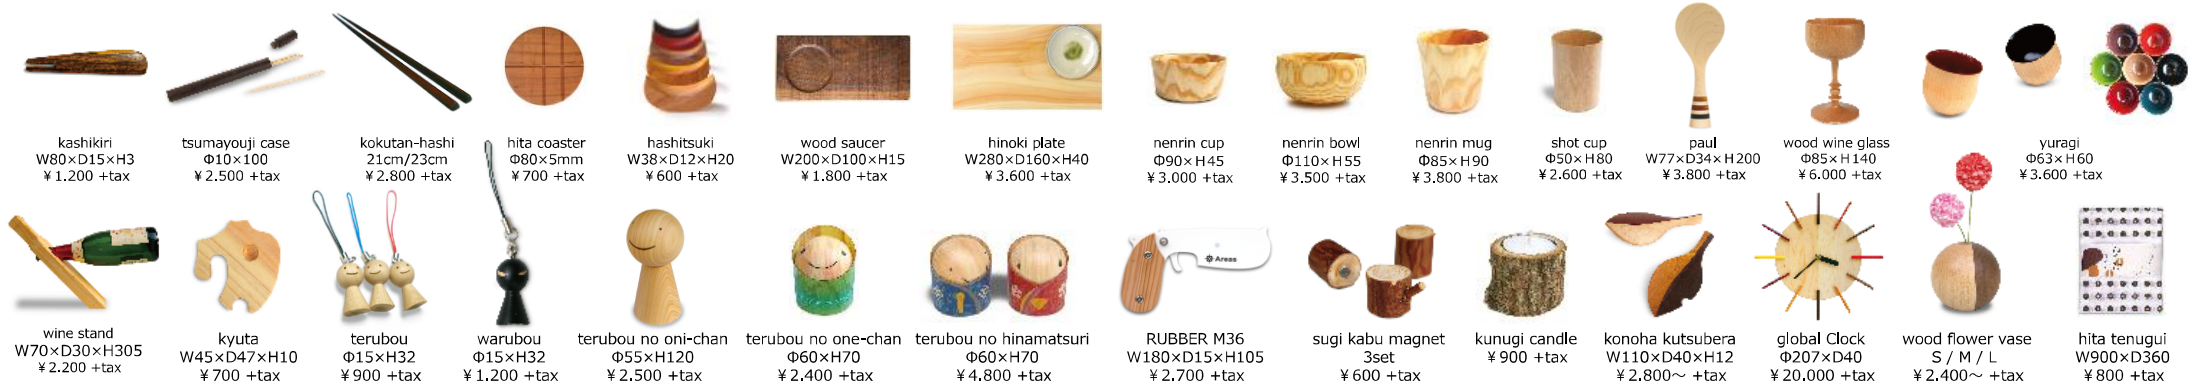 kashikiri
W80×D15×H3
¥1.200 +tax
tsumayouji case
Φ10×100
¥2.500 +tax
kokutan-hashi
21cm/23cm
¥2.800 +tax
hita coaster
Φ80×5mm
¥700 +tax
hashitsuki
W38×D12×H20
¥600 +tax
wood saucer
W200×D100×H15
¥1.800 +tax
hinoki plate
W280×D160×H40
¥3.600 +tax
nenrin cup
Φ90×H45
¥3.000 +tax
nenrin bowl
Φ110×H55
¥3.500 +tax
nenrin mug
Φ85×H90
¥3.800 +tax
shot cup
Φ50×H80
¥2.600 +tax
paul
W77×D34×H200
¥3.800 +tax
wood wine glass
Φ85×H140
¥6.000 +tax
yuragi
Φ63×H60
¥3.600 +tax
wine stand
W70×D30×H305
¥2.200 +tax
kyuta
W45×D47×H10
¥700 +tax
terubou
Φ15×H32
¥900 +tax
warubou
Φ15×H32
¥1.200 +tax
terubou no oni-chan
Φ55×H120
¥2.500 +tax
terubou no one-chan
Φ60×H70
¥2.400 +tax
terubou no hinamatsuri
Φ60×H70
¥4.800 +tax
Areas
RUBBER M36
W180×D15×H105
¥2.700 +tax
sugi kabu magnet
3set
¥600 +tax
kunugi candle
¥900 +tax
konoha kutsubera
W110×D40×H12
¥2.800～ +tax
global Clock
Φ207×D40
¥20.000 +tax
wood flower vase
S / M / L
¥2.400～ +tax
hita tenugui
W900×D360
¥800 +tax